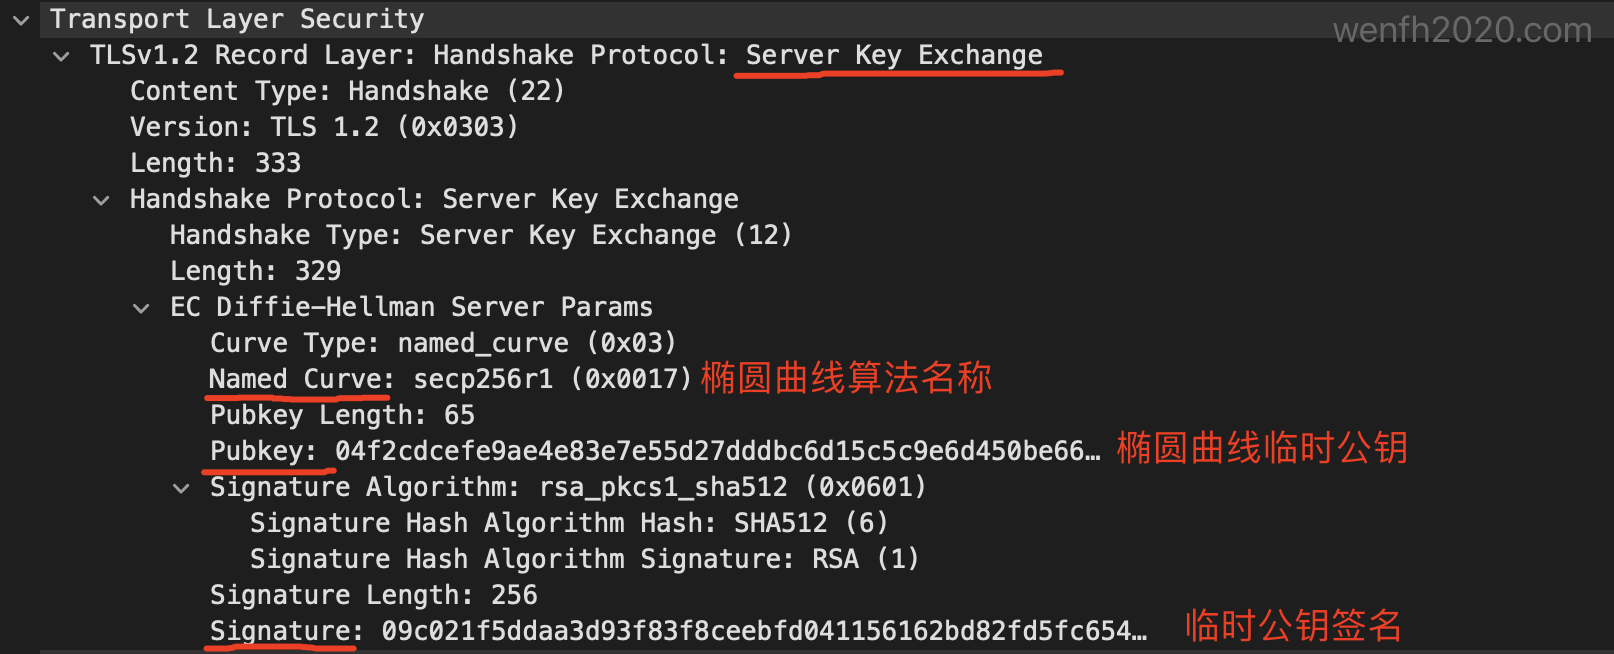 Transport Layer Security
wenfh2020.com
TLSv1.2 Record Layer: Handshake Protocol: Server Key Exchange
Content Type: Handshake (22)
Version: TLS 1.2 (0x0303)
Length: 333
Handshake Protocol: Server Key Exchange
Handshake Type: Server Key Exchange (12)
Length: 329
EC Diffie-Hellman Server Params
Curve Type: named_curve (0x03)
Named Curve: secp256r1 (0x0017) 椭圆曲线算法名称
Pubkey Length: 65
Pubkey: 04f2cdcefe9ae4e83e7e55d27dddbc6d15c5c9e6d450be66… 椭圆曲线临时公钥
Signature Algorithm: rsa_pkcs1_sha512 (0x0601)
Signature Hash Algorithm Hash: SHA512 (6)
Signature Hash Algorithm Signature: RSA (1)
Signature Length: 256
Signature: 09c021f5ddaa3d93f83f8ceebfd041156162bd82fd5fc654… 临时公钥签名